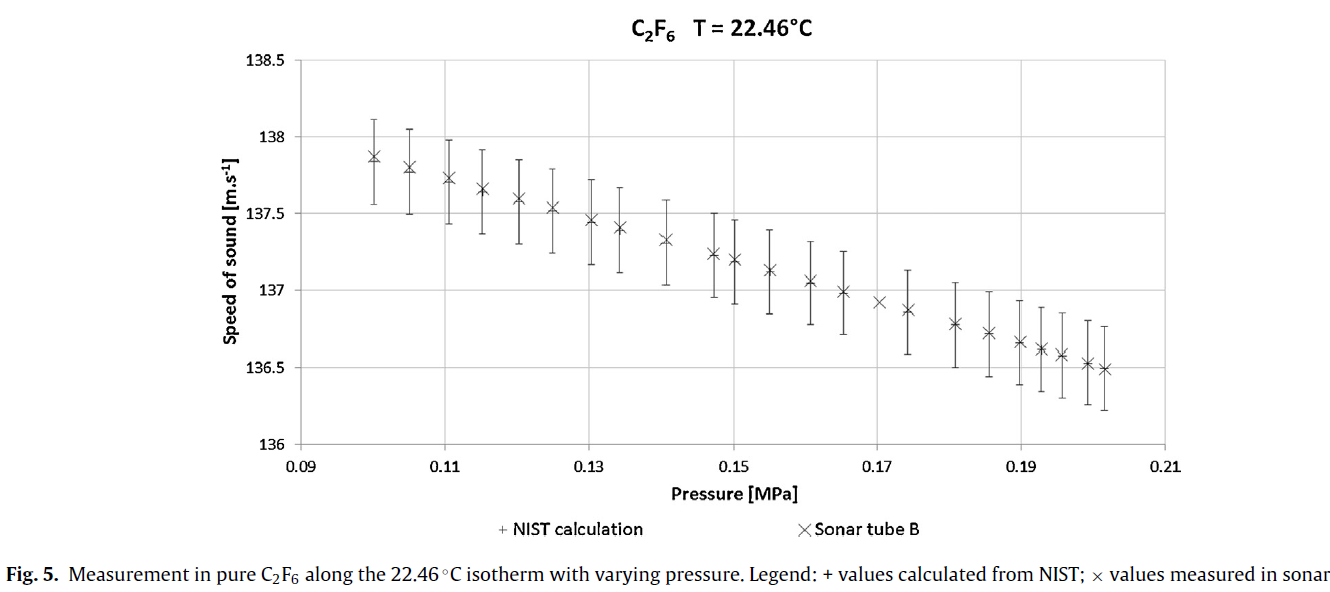 C₂F₆ T = 22.46°C
138.5
138
137.5
137
136.5
136
Speed of sound [m.s⁻¹]
0.09 0.11 0.13 0.15 0.17 0.19 0.21
Pressure [MPa]
+ NIST calculation × Sonar tube B
Fig. 5. Measurement in pure C₂F₆ along the 22.46 °C isotherm with varying pressure. Legend: + values calculated from NIST; × values measured in sonar